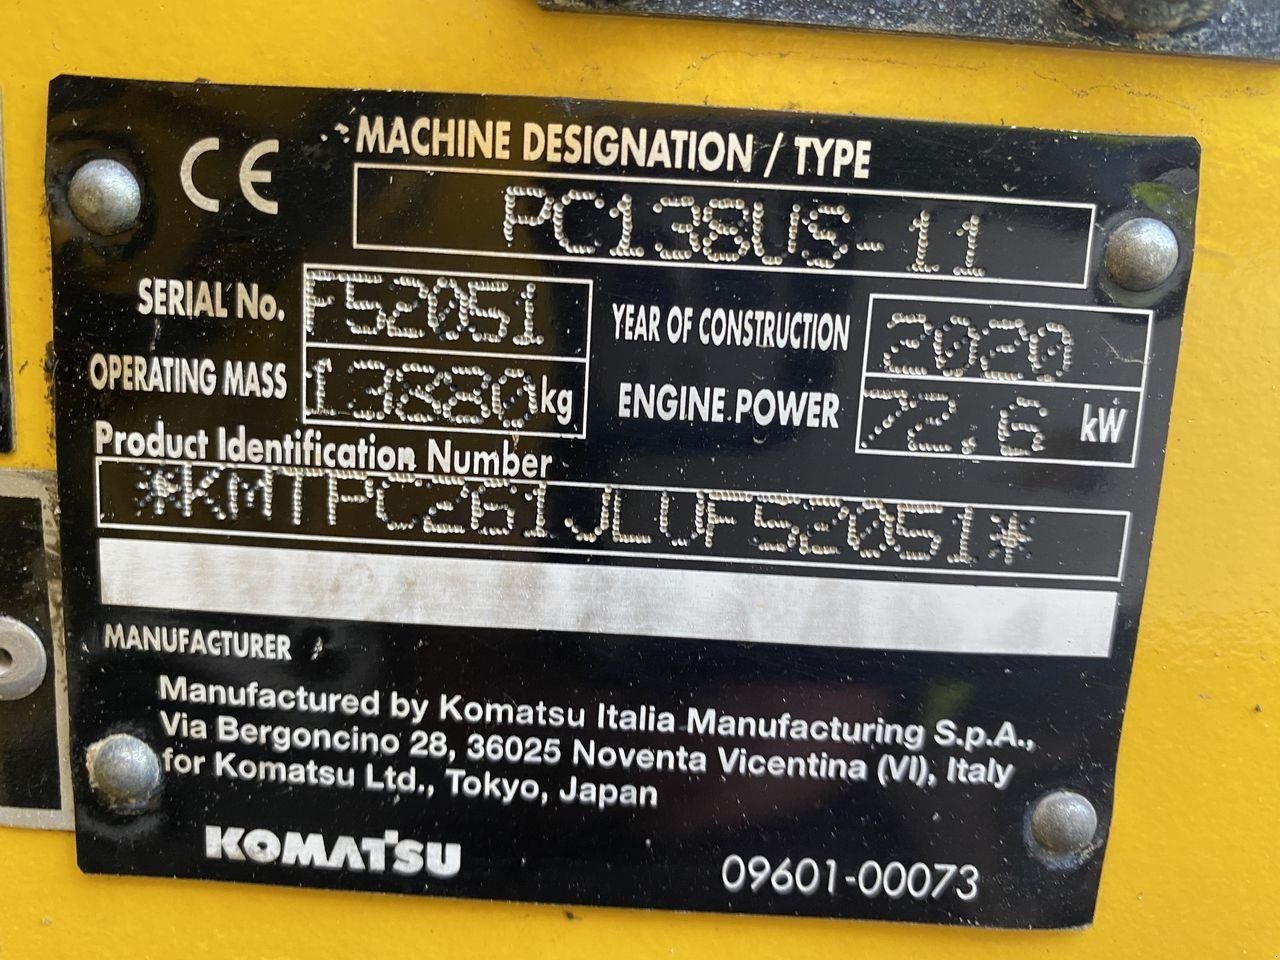 CE MACHINE DESIGNATION / TYPE
PC138US-11
SERIAL No. F52051 YEAR OF CONSTRUCTION 2020
OPERATING MASS 13880 kg ENGINE POWER 72.6 kW
Product Identification Number
*KMTPC261JLUF52051*
MANUFACTURER
Manufactured by Komatsu Italia Manufacturing S.p.A.,
Via Bergoncino 28, 36025 Noventa Vicentina (VI), Italy
for Komatsu Ltd., Tokyo, Japan
KOMATSU 09601-00073